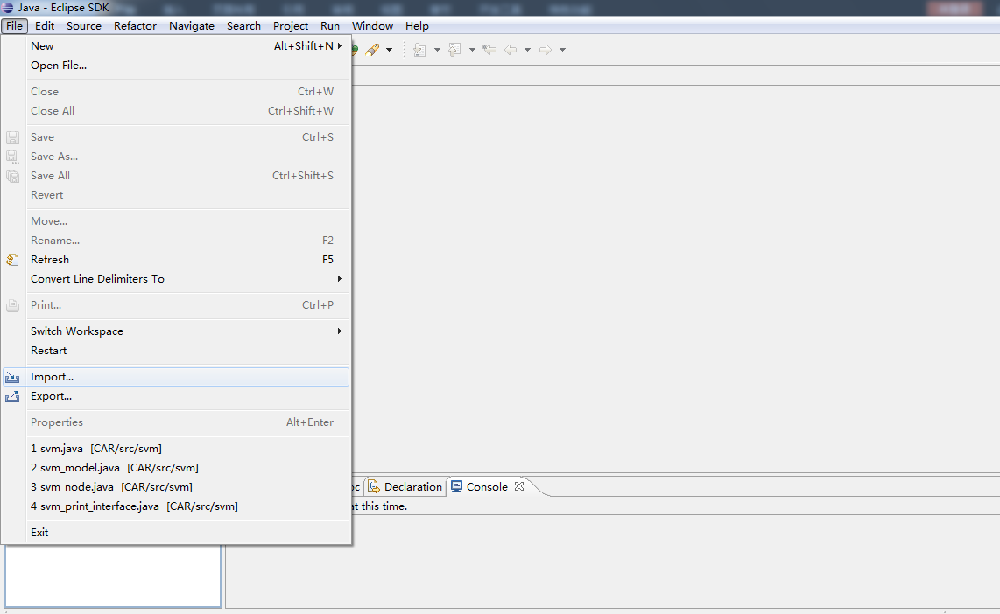 Java - Eclipse SDK
File Edit Source Refactor Navigate Search Project Run Window Help
New Alt+Shift+N
Open File...
Close Ctrl+W
Close All Ctrl+Shift+W
Save Ctrl+S
Save As...
Save All Ctrl+Shift+S
Revert
Move...
Rename... F2
Refresh F5
Convert Line Delimiters To
Print... Ctrl+P
Switch Workspace
Restart
Import...
Export...
Properties Alt+Enter
1 svm.java [CAR/src/svm]
2 svm_model.java [CAR/src/svm]
3 svm_node.java [CAR/src/svm]
4 svm_print_interface.java [CAR/src/svm]
Exit
Declaration Console
at this time.